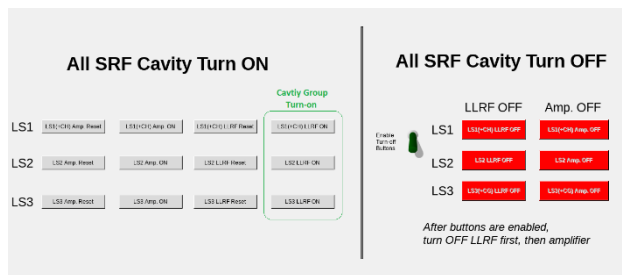 All SRF Cavity Turn ON
Cavtiy Group
Turn-on
LS1 LS1(+CH) Amp. Reset LS1(+CH) Amp. ON LS1(+CH) LLRF Reset LS1(+CH) LLRF ON
LS2 LS2 Amp. Reset LS2 Amp. ON LS2 LLRF Reset LS2 LLRF ON
LS3 LS3 Amp. Reset LS3 Amp. ON LS3 LLRF Reset LS3 LLRF ON
All SRF Cavity Turn OFF
LLRF OFF Amp. OFF
Enable
Turn off
Buttons
LS1 LS1(+CH) LLRF OFF LS1(+CH) Amp. OFF
LS2 LS2 LLRF OFF LS2 Amp. OFF
LS3 LS3(+CG) LLRF OFF LS3(+CG) Amp. OFF
After buttons are enabled,
turn OFF LLRF first, then amplifier